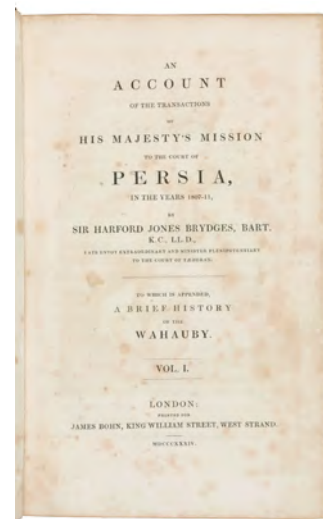 AN
ACCOUNT
OF THE TRANSACTIONS
OF
HIS MAJESTY'S MISSION
TO THE COURT OF
PERSIA,
IN THE YEARS 1807-11,
BY
SIR HARFORD JONES BRYDGES, BART.
K.C. LL.D.,
LATE ENVOY EXTRAORDINARY AND MINISTER PLENIPOTENTIARY
TO THE COURT OF TEHERAN.
TO WHICH IS APPENDED,
A BRIEF HISTORY
OF THE
WAHAUBY.
VOL. I.
LONDON:
PRINTED FOR
JAMES BOHN, KING WILLIAM STREET, WEST STRAND.
MDCCCXXXIV.